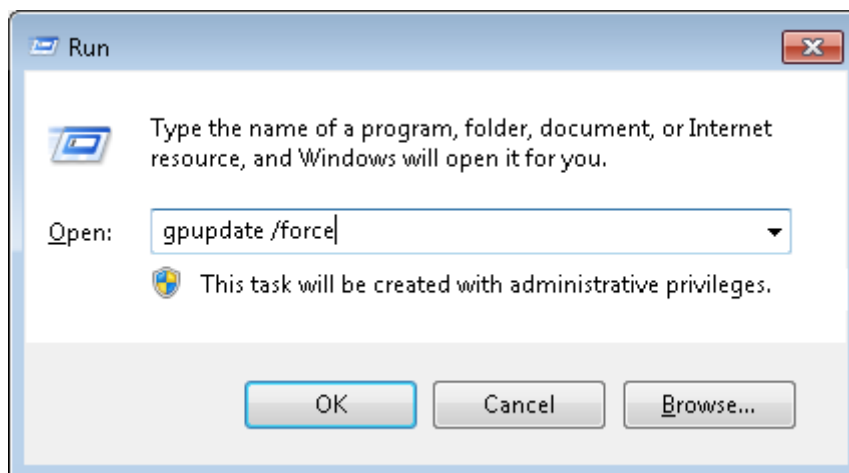 Run
Type the name of a program, folder, document, or Internet
resource, and Windows will open it for you.
Open: gpupdate /force
This task will be created with administrative privileges.
OK Cancel Browse...